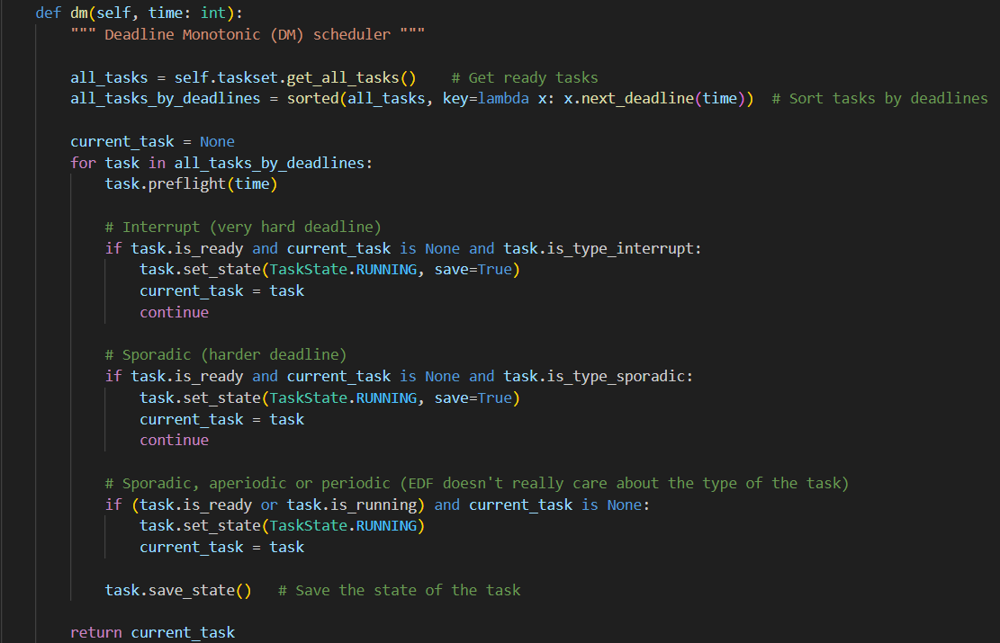 def dm(self, time: int):
    """ Deadline Monotonic (DM) scheduler """

    all_tasks = self.taskset.get_all_tasks()    # Get ready tasks
    all_tasks_by_deadlines = sorted(all_tasks, key=lambda x: x.next_deadline(time))  # Sort tasks by deadlines

    current_task = None
    for task in all_tasks_by_deadlines:
        task.preflight(time)

        # Interrupt (very hard deadline)
        if task.is_ready and current_task is None and task.is_type_interrupt:
            task.set_state(TaskState.RUNNING, save=True)
            current_task = task
            continue

        # Sporadic (harder deadline)
        if task.is_ready and current_task is None and task.is_type_sporadic:
            task.set_state(TaskState.RUNNING, save=True)
            current_task = task
            continue

        # Sporadic, aperiodic or periodic (EDF doesn't really care about the type of the task)
        if (task.is_ready or task.is_running) and current_task is None:
            task.set_state(TaskState.RUNNING)
            current_task = task

        task.save_state()   # Save the state of the task

    return current_task